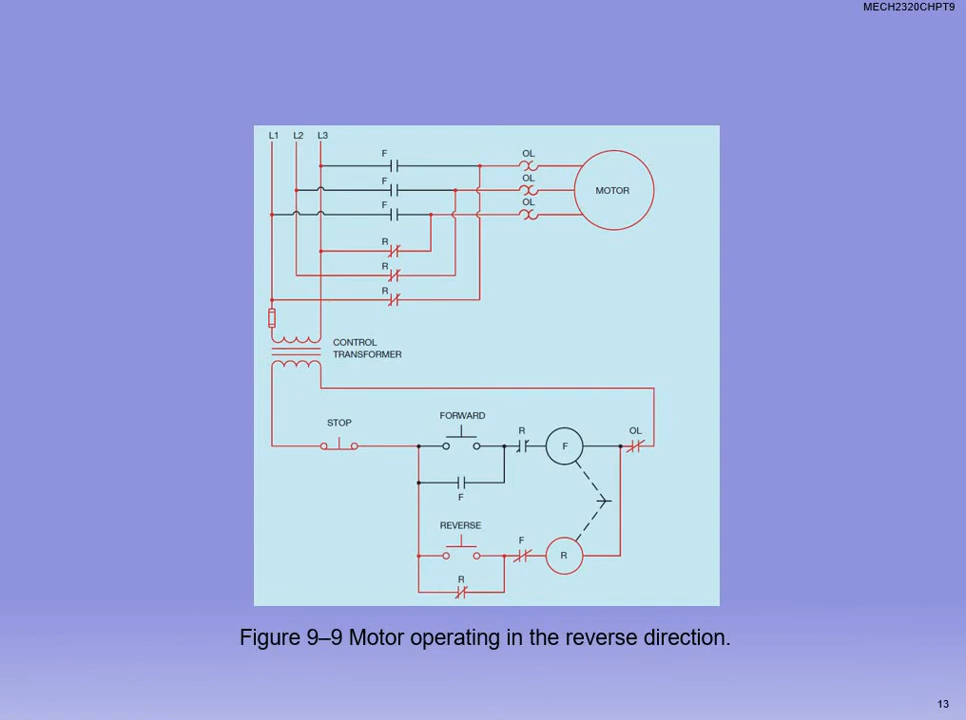 MECH2320CHPT9
L1 L2 L3
F
OL
F
OL
MOTOR
F
OL
R
R
R
CONTROL
TRANSFORMER
FORWARD
STOP
R
OL
F
F
REVERSE
F
R
R
Figure 9–9 Motor operating in the reverse direction.
13